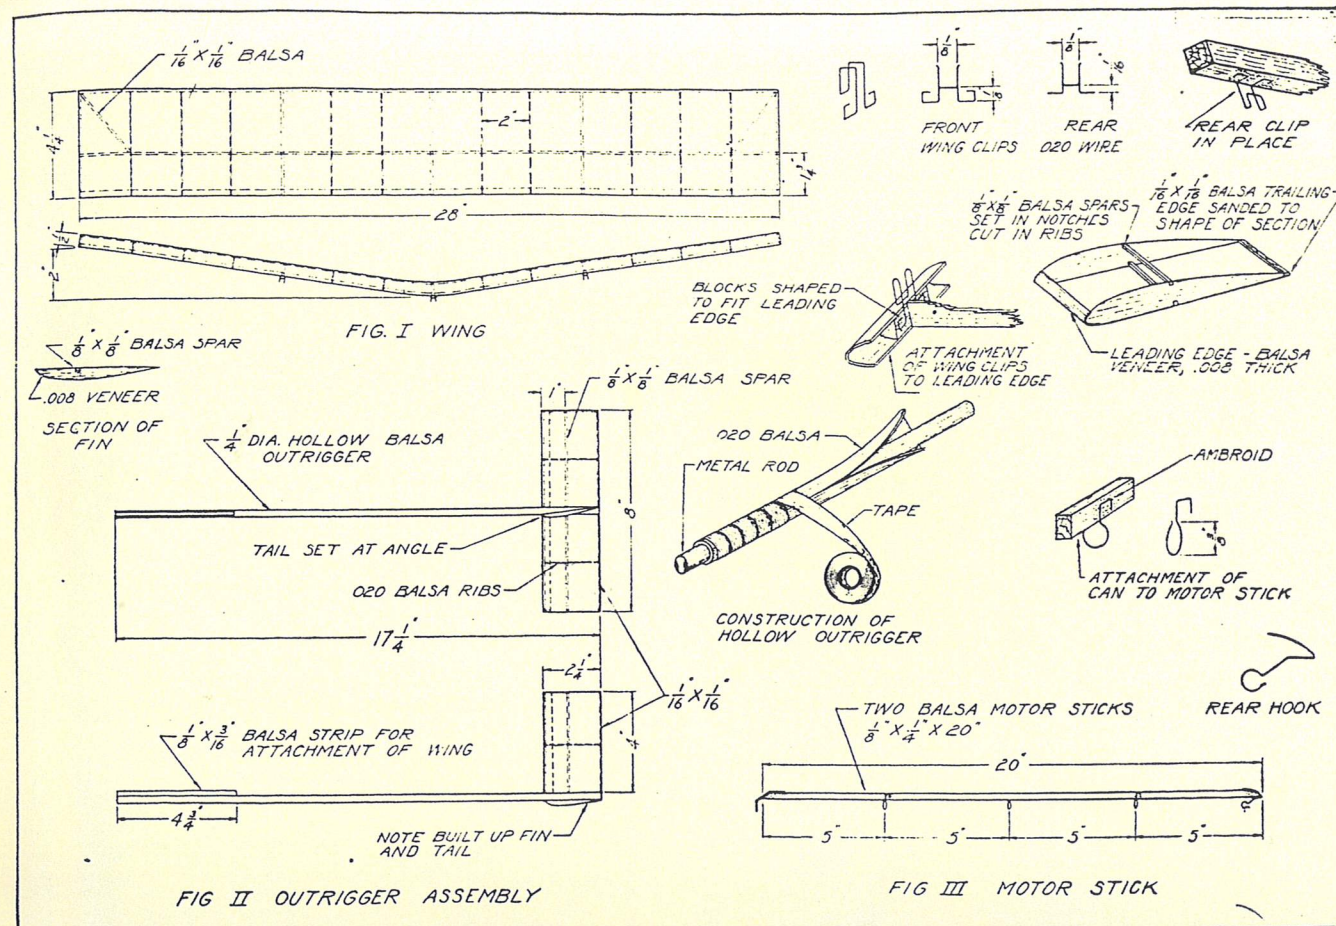 1/16" X 1/16" BALSA
4 1/4"
2"
1 3/4"
28"
1/2"
2"
FIG. I WING
1/8"
1/8"
FRONT
WING CLIPS
1/8"
1/16"
REAR
.020 WIRE
REAR CLIP
IN PLACE
1/8" X 1/8" BALSA SPARS
SET IN NOTCHES
CUT IN RIBS
1/16" X 1/16" BALSA TRAILING
EDGE SANDED TO
SHAPE OF SECTION
BLOCKS SHAPED
TO FIT LEADING
EDGE
ATTACHMENT
OF WING CLIPS
TO LEADING EDGE
LEADING EDGE - BALSA
VENEER, .008 THICK
1/8" X 1/8" BALSA SPAR
.008 VENEER
SECTION OF
FIN
1/4" DIA. HOLLOW BALSA
OUTRIGGER
1"
1/8" X 1/8" BALSA SPAR
8"
TAIL SET AT ANGLE
020 BALSA RIBS
17 1/4"
2 1/4"
1/16" X 1/16"
4"
1/8" X 3/16" BALSA STRIP FOR
ATTACHMENT OF WING
4 3/4"
NOTE BUILT UP FIN
AND TAIL
FIG II OUTRIGGER ASSEMBLY
020 BALSA
METAL ROD
TAPE
CONSTRUCTION OF
HOLLOW OUTRIGGER
AMBROID
ATTACHMENT OF
CAN TO MOTOR STICK
REAR HOOK
TWO BALSA MOTOR STICKS
1/8" X 1/4" X 20"
20"
5" 5" 5" 5"
FIG III MOTOR STICK